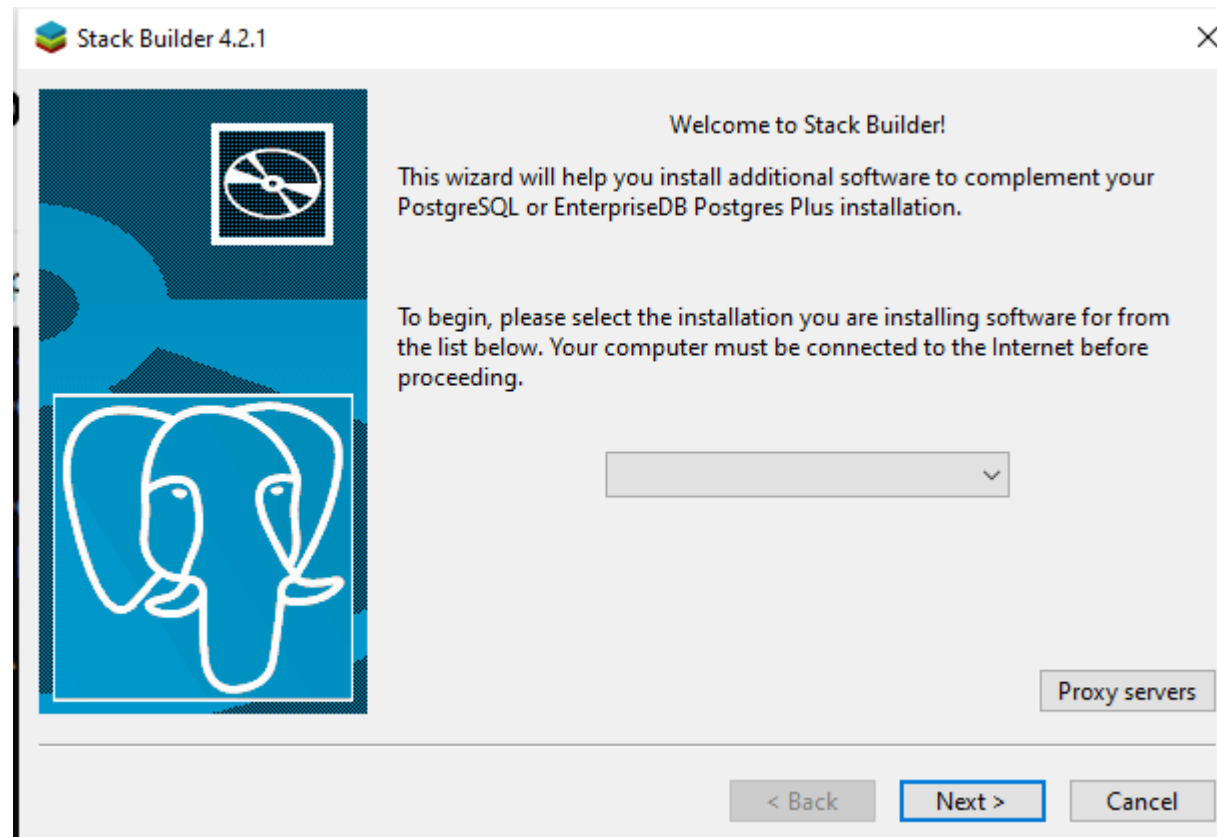 Stack Builder 4.2.1
Welcome to Stack Builder!
This wizard will help you install additional software to complement your
PostgreSQL or EnterpriseDB Postgres Plus installation.
To begin, please select the installation you are installing software for from
the list below. Your computer must be connected to the Internet before
proceeding.
Proxy servers
< Back
Next >
Cancel